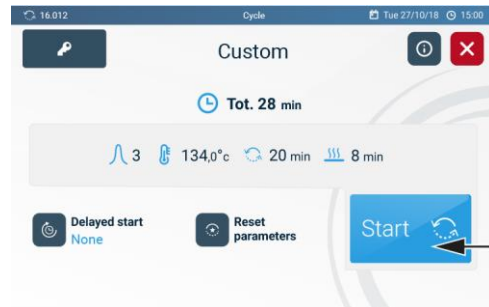 16.012 Cycle Tue 27/10/18 15:00
Custom
Tot. 28 min
3 134,0°c 20 min 8 min
Delayed start
None
Reset
parameters
Start